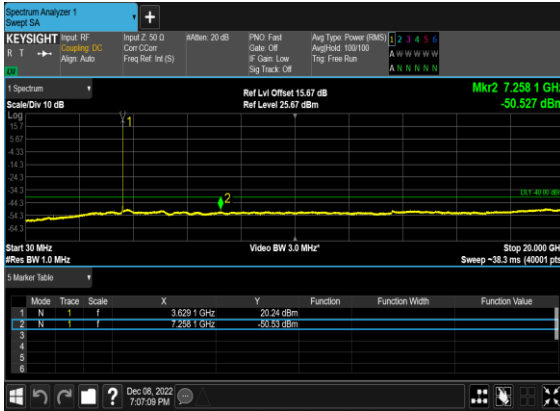 Spectrum Analyzer 1
Swept SA
+
KEYSIGHT Input: RF Input Z: 50 Ω #Atten: 20 dB PNO: Fast Avg Type: Power (RMS) 1 2 3 4 5 6
R T Coupling: DC Corr CCorr Gate: Off Avg|Hold: 100/100 A W W W W W
Align: Auto Freq Ref: Int (S) IF Gain: Low Trig: Free Run
Sig Track: Off A N N N N N
1 Spectrum
Ref Lvl Offset 15.67 dB Mkr2 7.258 1 GHz
Scale/Div 10 dB Ref Level 25.67 dBm -50.527 dBm
Log
15.7
5.67
-4.33
-14.3
-24.3
-34.3
-44.3
-54.3
-64.3
1
2
Start 30 MHz Video BW 3.0 MHz* Stop 20.000 GHz
#Res BW 1.0 MHz Sweep ~38.3 ms (40001 pts)
5 Marker Table
Mode Trace Scale X Y Function Function Width Function Value
1 N 1 f 3.629 1 GHz 20.24 dBm
2 N 1 f 7.258 1 GHz -50.53 dBm
3
4
5
6
? Dec 08, 2022
7:07:09 PM